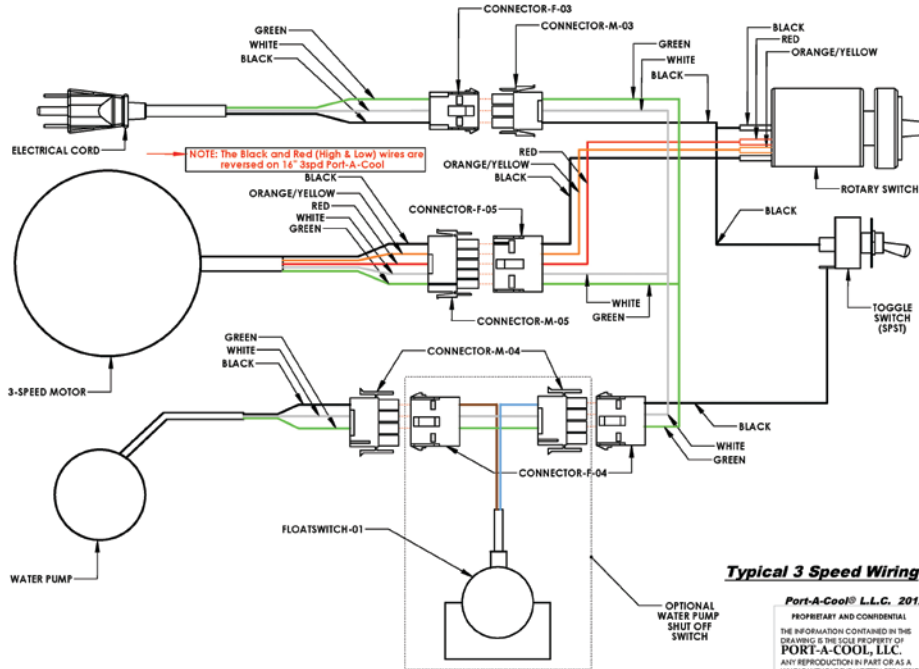 CONNECTOR-F-03
CONNECTOR-M-03
GREEN
WHITE
BLACK
GREEN
WHITE
BLACK
BLACK
RED
ORANGE/YELLOW
ELECTRICAL CORD
NOTE: The Black and Red (High & Low) wires are
reversed on 16" 3spd Port-A-Cool
RED
ORANGE/YELLOW
BLACK
ROTARY SWITCH
BLACK
ORANGE/YELLOW
RED
WHITE
GREEN
CONNECTOR-F-05
BLACK
WHITE
GREEN
CONNECTOR-M-05
TOGGLE
SWITCH
(SPST)
3-SPEED MOTOR
GREEN
WHITE
BLACK
CONNECTOR-M-04
BLACK
WHITE
GREEN
CONNECTOR-F-04
FLOATSWITCH-01
WATER PUMP
OPTIONAL
WATER PUMP
SHUT OFF
SWITCH
Typical 3 Speed Wiring
Port-A-Cool® L.L.C. 201
PROPRIETARY AND CONFIDENTIAL
THE INFORMATION CONTAINED IN THIS
DRAWING IS THE SOLE PROPERTY OF
PORT-A-COOL, LLC.
ANY REPRODUCTION IN PART OR AS A